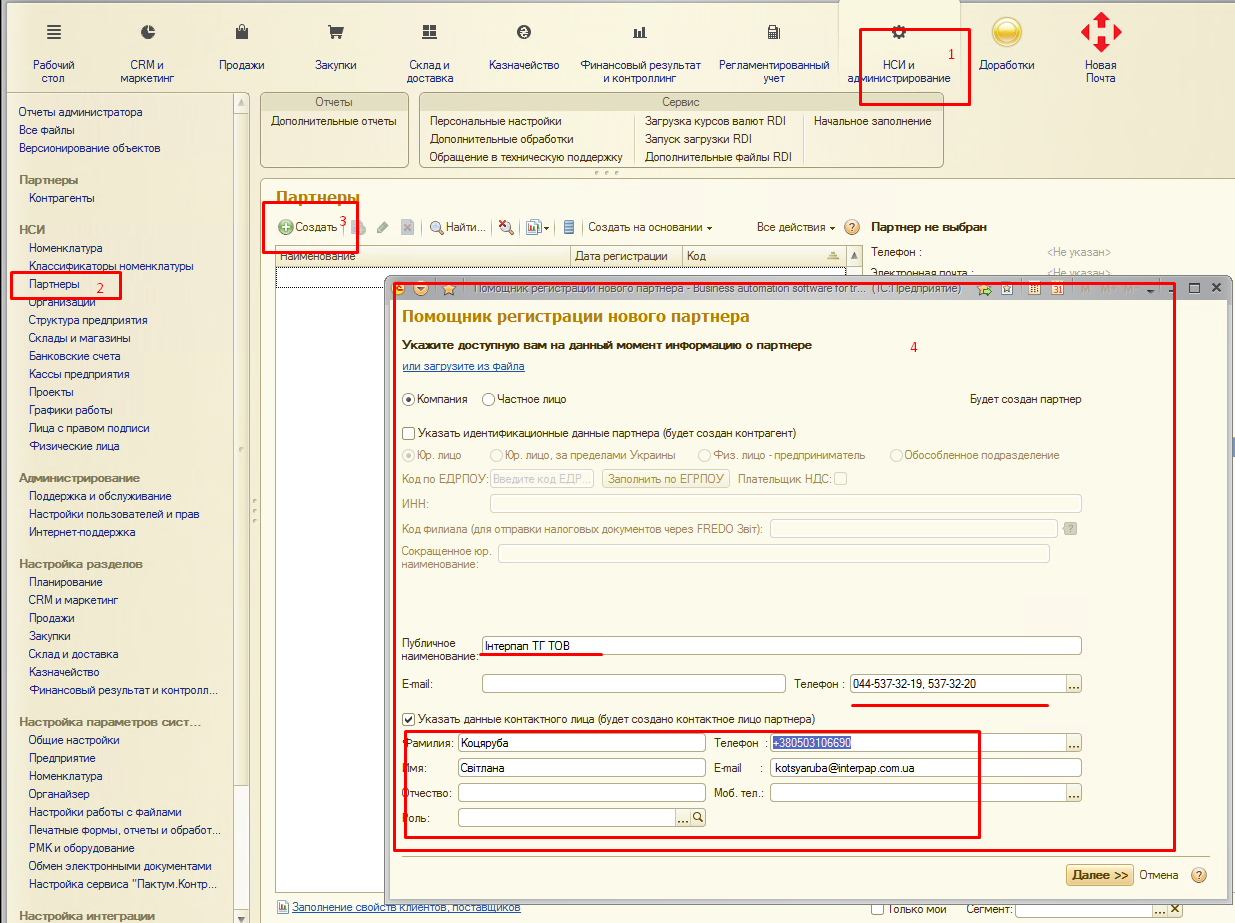 Рабочий стол
CRM и маркетинг
Продажи
Закупки
Склад и доставка
Казначейство
Финансовый результат и контроллинг
Регламентированный учет
НСИ и администрирование
1
Доработки
Новая Почта
Отчеты администратора
Все файлы
Версионирование объектов
Партнеры
Контрагенты
НСИ
Номенклатура
Классификаторы номенклатуры
Партнеры
2
Организации
Структура предприятия
Склады и магазины
Банковские счета
Кассы предприятия
Проекты
Графики работы
Лица с правом подписи
Физические лица
Администрирование
Поддержка и обслуживание
Настройки пользователей и прав
Интернет-поддержка
Настройка разделов
Планирование
CRM и маркетинг
Продажи
Закупки
Склад и доставка
Казначейство
Финансовый результат и контролл...
Настройка параметров сист...
Общие настройки
Предприятие
Номенклатура
Органайзер
Настройки работы с файлами
Печатные формы, отчеты и обработ...
РМК и оборудование
Обмен электронными документами
Настройка сервиса "Пактум.Контр...
Настройка интеграции
Отчеты
Дополнительные отчеты
Сервис
Персональные настройки
Дополнительные обработки
Обращение в техническую поддержку
Загрузка курсов валют RDI
Запуск загрузки RDI
Дополнительные файлы RDI
Начальное заполнение
Партнеры
Создать
3
Найти...
Создать на основании
Все действия
?
Наименование
Дата регистрации
Код
Партнер не выбран
Телефон :
<Не указан>
Электронная почта :
<Не указан>
Помощник регистрации нового партнера - Business automation software for tr... (1С:Предприятие)
31
M M+ M-
Помощник регистрации нового партнера
Укажите доступную вам на данный момент информацию о партнере
4
или загрузите из файла
Компания
Частное лицо
Будет создан партнер
Указать идентификационные данные партнера (будет создан контрагент)
Юр. лицо
Юр. лицо, за пределами Украины
Физ. лицо - предприниматель
Обособленное подразделение
Код по ЕДРПОУ:
Введите код ЕДР...
Заполнить по ЕГРПОУ
Плательщик НДС:
ИНН:
Код филиала (для отправки налоговых документов через FREDO Звіт):
?
Сокращенное юр. наименование:
Публичное наименование:
Інтерпап ТГ ТОВ
E-mail:
Телефон :
044-537-32-19, 537-32-20
...
Указать данные контактного лица (будет создано контактное лицо партнера)
Фамилия:
Коцяруба
Телефон :
+380503106690
...
Имя:
Світлана
E-mail :
kotsyaruba@interpap.com.ua
Отчество:
Моб. тел.:
...
Роль:
...
Далее >>
Отмена
?
Заполнение свойств клиентов, поставщиков
Только мои
Сегмент:
...